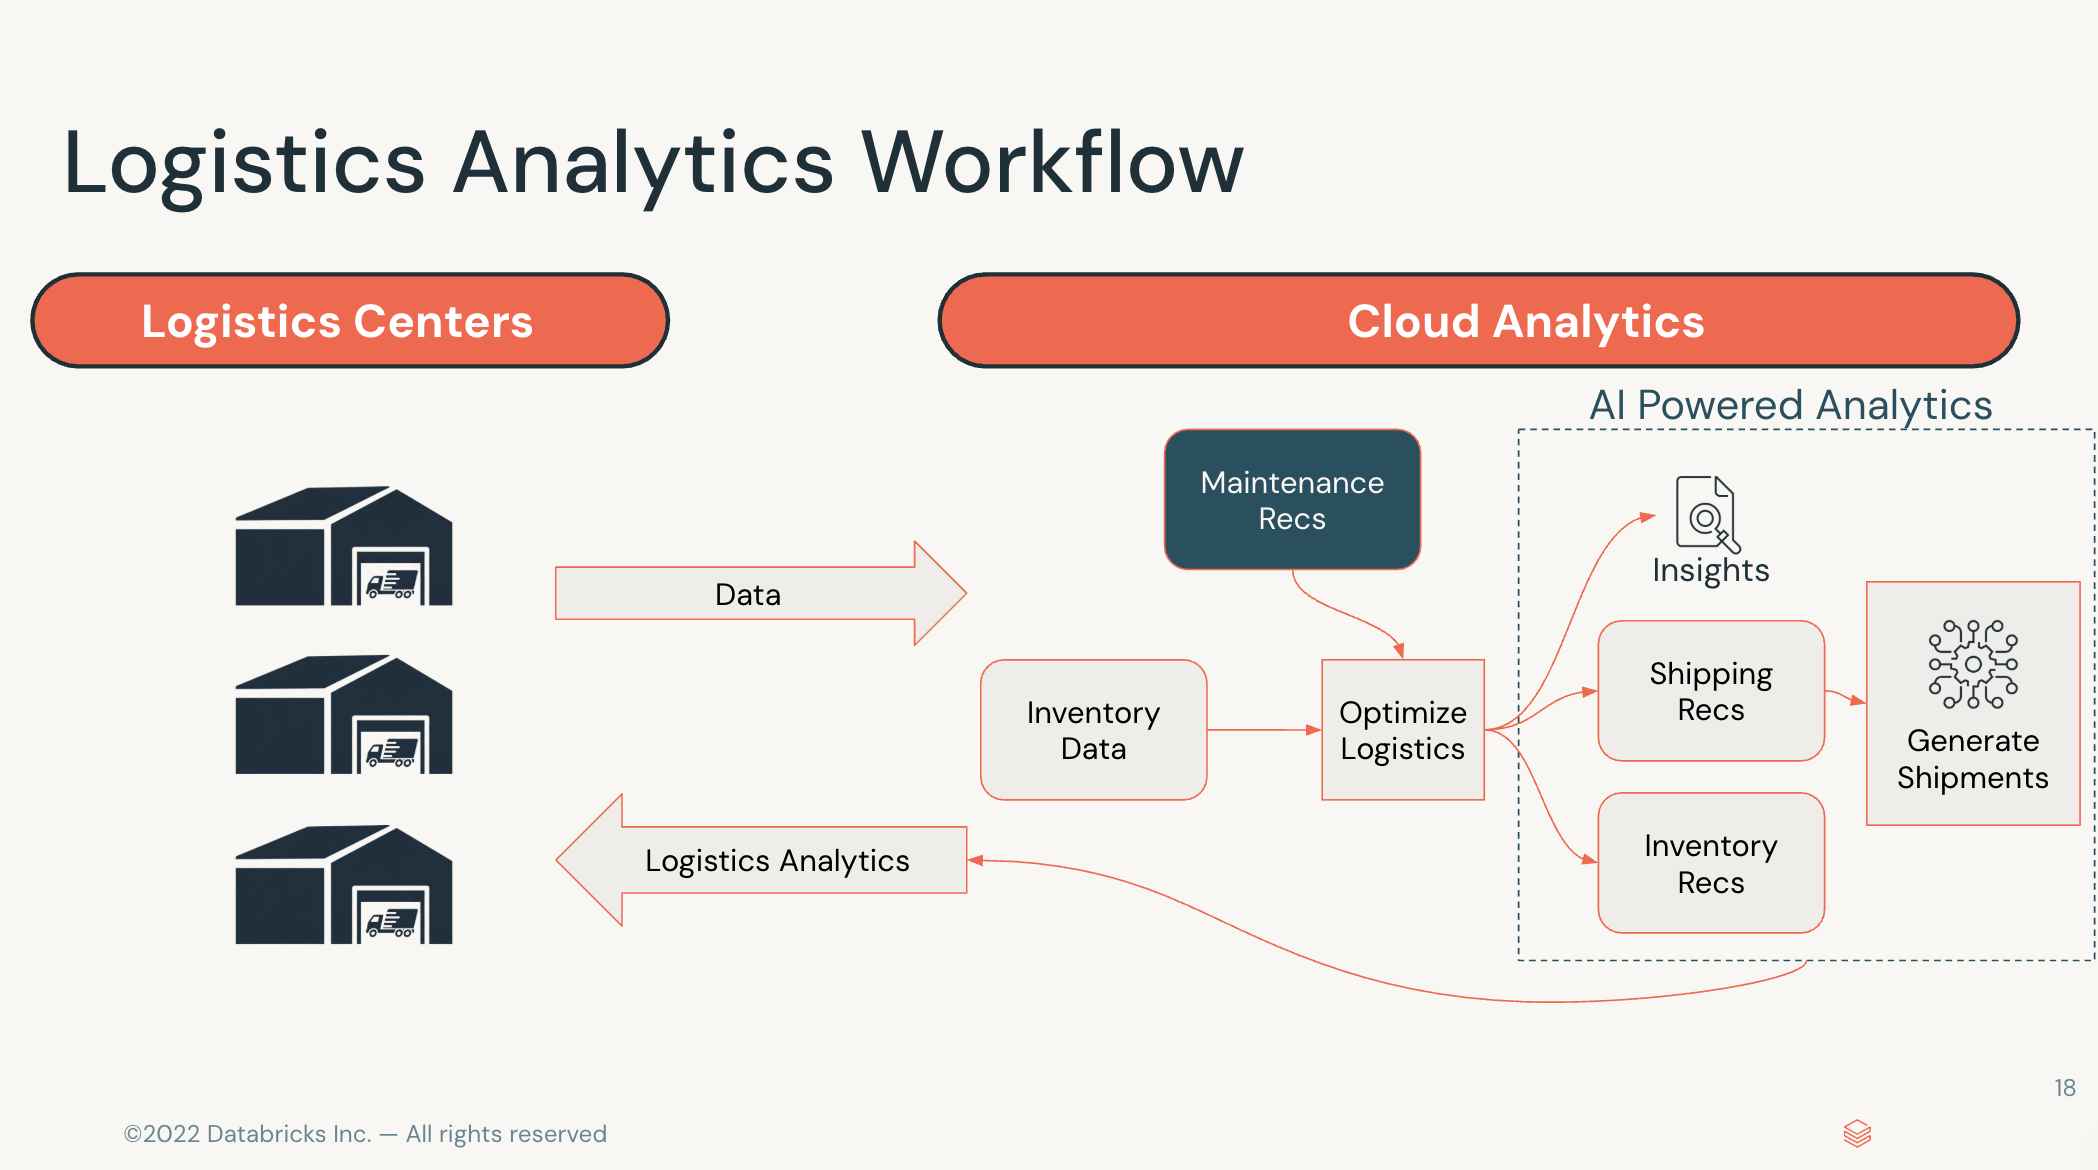 Logistics Analytics Workflow
Logistics Centers
Cloud Analytics
AI Powered Analytics
Maintenance
Recs
Insights
Data
Shipping
Recs
Inventory
Data
Optimize
Logistics
Generate
Shipments
Logistics Analytics
Inventory
Recs
18
©2022 Databricks Inc. — All rights reserved